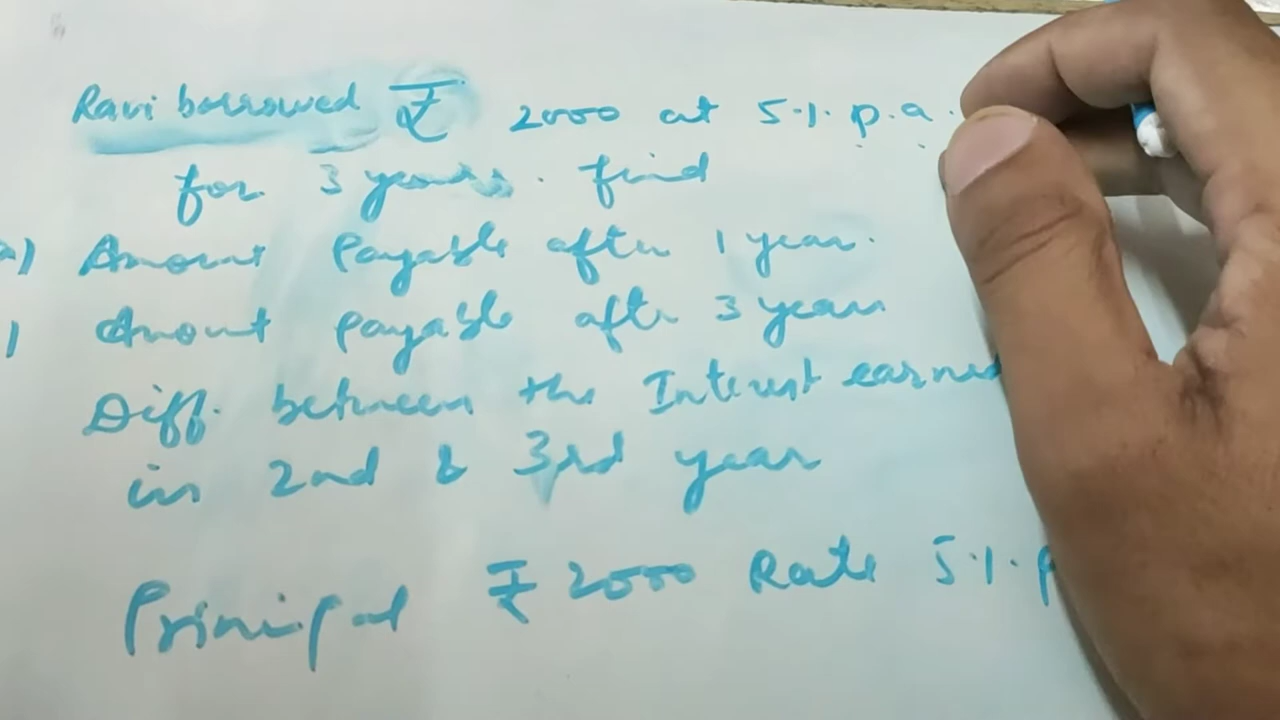 Ravi borrowed ₹ 2000 at 5%. p.a.
for 3 years. find
a) Amount Payable after 1 year.
) Amount payable after 3 years
Diff. between the Interest earned
in 2nd & 3rd year
Prinipal ₹ 2000 Rate 5%. p